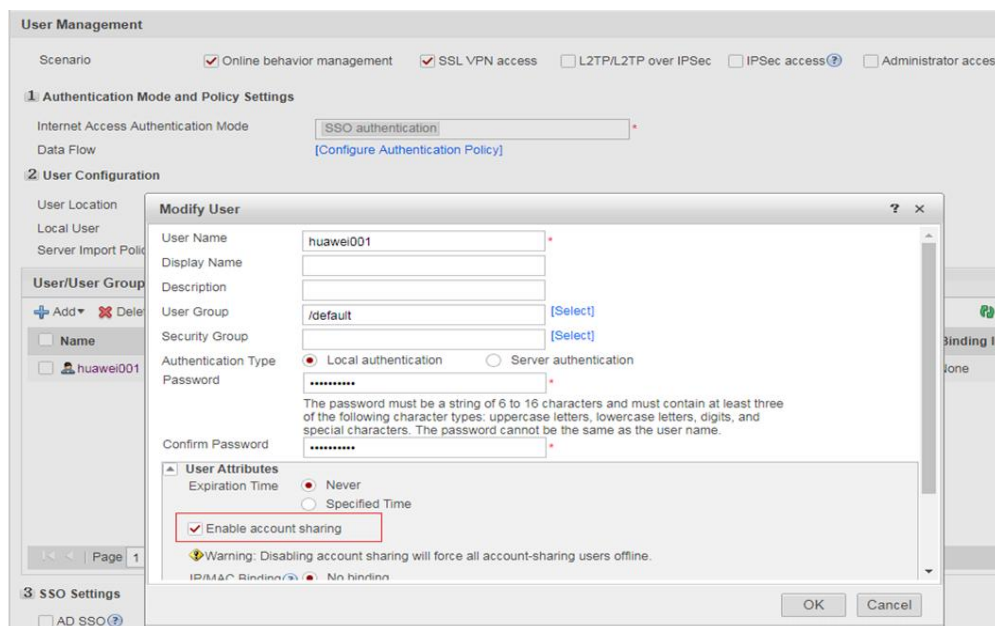 User Management
Scenario Online behavior management SSL VPN access L2TP/L2TP over IPSec IPSec access Administrator acces
1 Authentication Mode and Policy Settings
Internet Access Authentication Mode SSO authentication *
Data Flow [Configure Authentication Policy]
2 User Configuration
User Location
Local User
Server Import Polic
User/User Group
Add Dele
Name
huawei001
Binding I
None
Page 1
3 SSO Settings
AD SSO
Modify User ? ×
User Name huawei001 *
Display Name
Description
User Group /default [Select]
Security Group [Select]
Authentication Type Local authentication Server authentication
Password •••••••••• *
The password must be a string of 6 to 16 characters and must contain at least three
of the following character types: uppercase letters, lowercase letters, digits, and
special characters. The password cannot be the same as the user name.
Confirm Password •••••••••• *
User Attributes
Expiration Time Never
Specified Time
Enable account sharing
Warning: Disabling account sharing will force all account-sharing users offline.
IP/MAC Binding No binding
OK Cancel